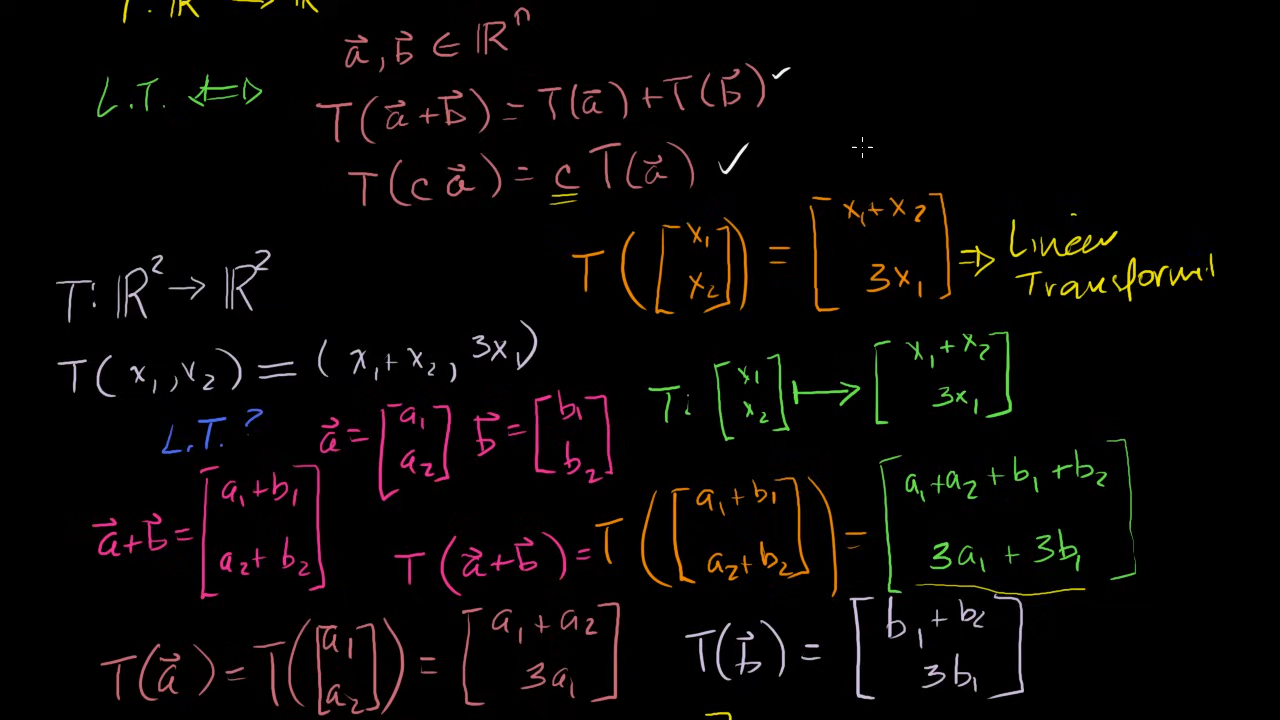 T: ℝ → ℝ
a⃗, b⃗ ∈ ℝⁿ
L.T. ⟺
T(a⃗ + b⃗) = T(a⃗) + T(b⃗) ✓
T(c a⃗) = c T(a⃗) ✓
T([x₁ x₂]) = [x₁ + x₂ 3x₁] ⇒ Linear
Transformati
T: ℝ² → ℝ²
T(x₁, x₂) = (x₁ + x₂, 3x₁)
T: [x₁ x₂] ↦ [x₁ + x₂ 3x₁]
L.T.?
a⃗ = [a₁ a₂] b⃗ = [b₁ b₂]
a⃗ + b⃗ = [a₁ + b₁ a₂ + b₂]
T(a⃗ + b⃗) = T([a₁ + b₁ a₂ + b₂]) = [a₁ + a₂ + b₁ + b₂ 3a₁ + 3b₁]
T(a⃗) = T([a₁ a₂]) = [a₁ + a₂ 3a₁]
T(b⃗) = [b₁ + b₂ 3b₁]